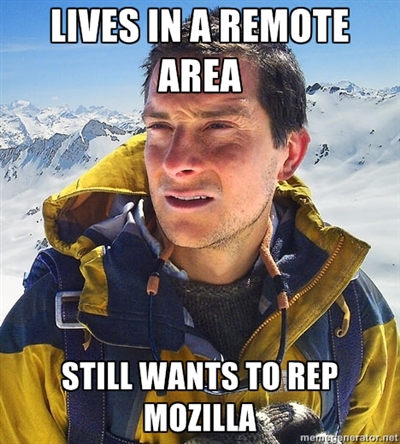 LIVES IN A REMOTE
AREA
STILL WANTS TO REP
MOZILLA
memegenerator.net